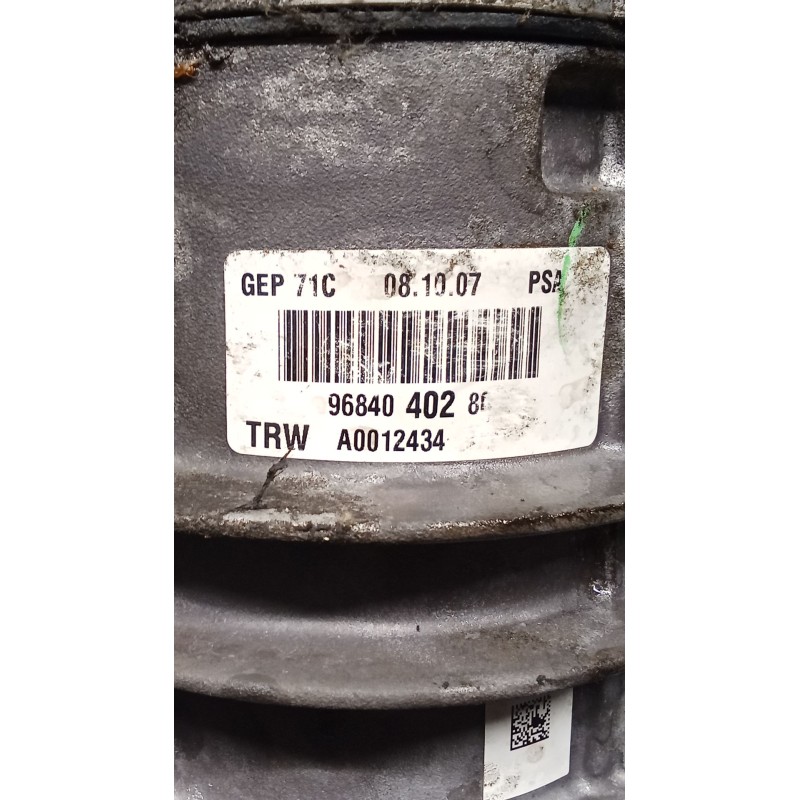 GEP 71C 08.10.07 PSA
96840 402
TRW A0012434